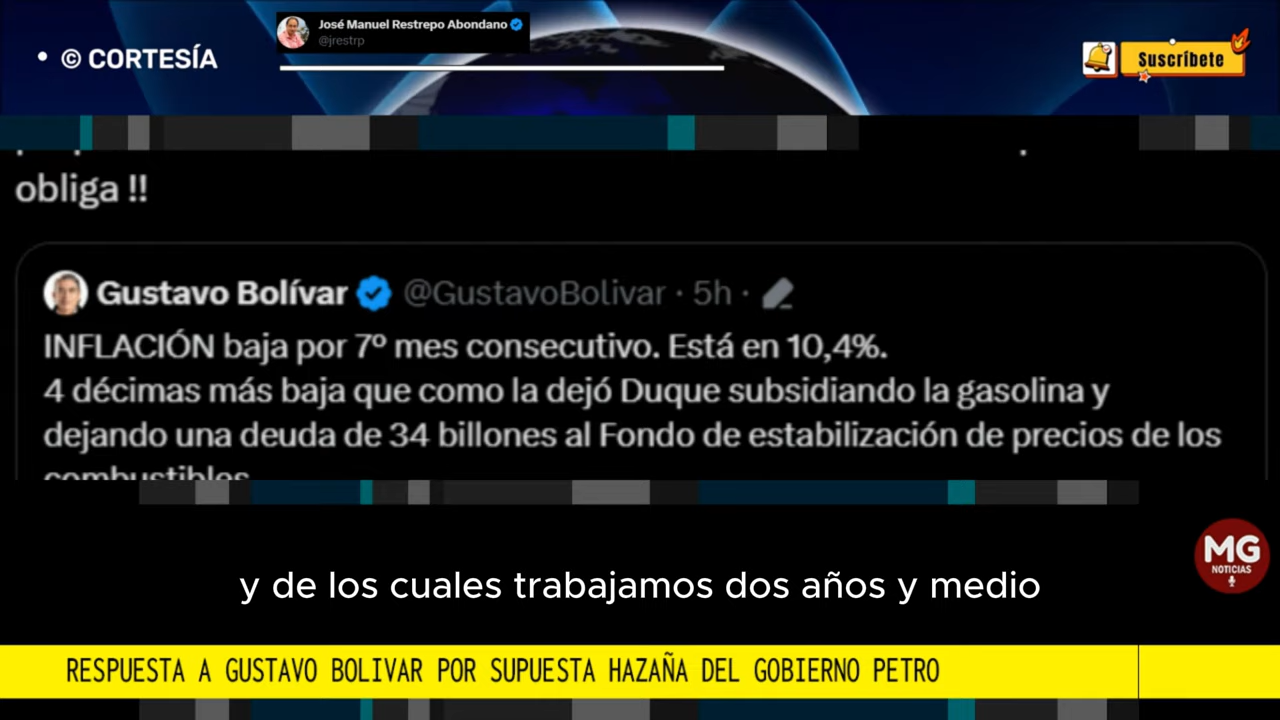 José Manuel Restrepo Abondano
@jrestrp
• © CORTESÍA
Suscríbete
obliga !!
Gustavo Bolívar @GustavoBolivar · 5h ·
INFLACIÓN baja por 7º mes consecutivo. Está en 10,4%.
4 décimas más baja que como la dejó Duque subsidiando la gasolina y
dejando una deuda de 34 billones al Fondo de estabilización de precios de los
combustibles
MG
NOTICIAS
y de los cuales trabajamos dos años y medio
RESPUESTA A GUSTAVO BOLIVAR POR SUPUESTA HAZAÑA DEL GOBIERNO PETRO